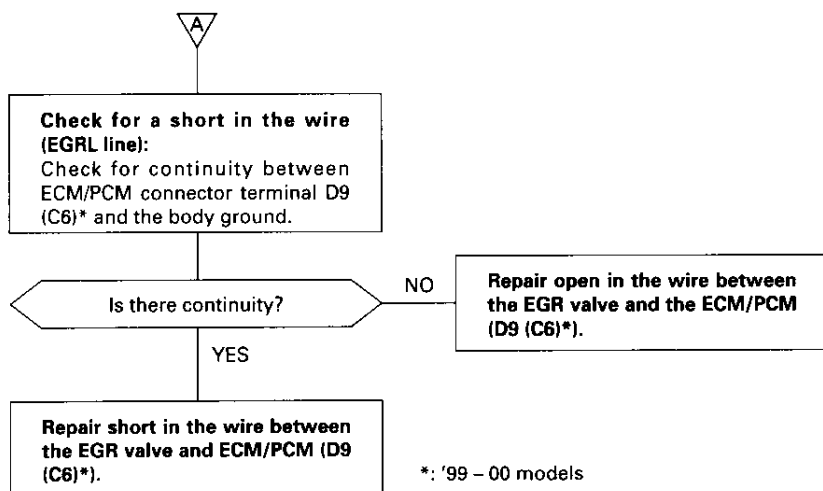 A
Check for a short in the wire
(EGRL line):
Check for continuity between
ECM/PCM connector terminal D9
(C6)* and the body ground.
Is there continuity?
NO
Repair open in the wire between
the EGR valve and the ECM/PCM
(D9 (C6)*).
YES
Repair short in the wire between
the EGR valve and ECM/PCM (D9
(C6)*).
*: '99 – 00 models